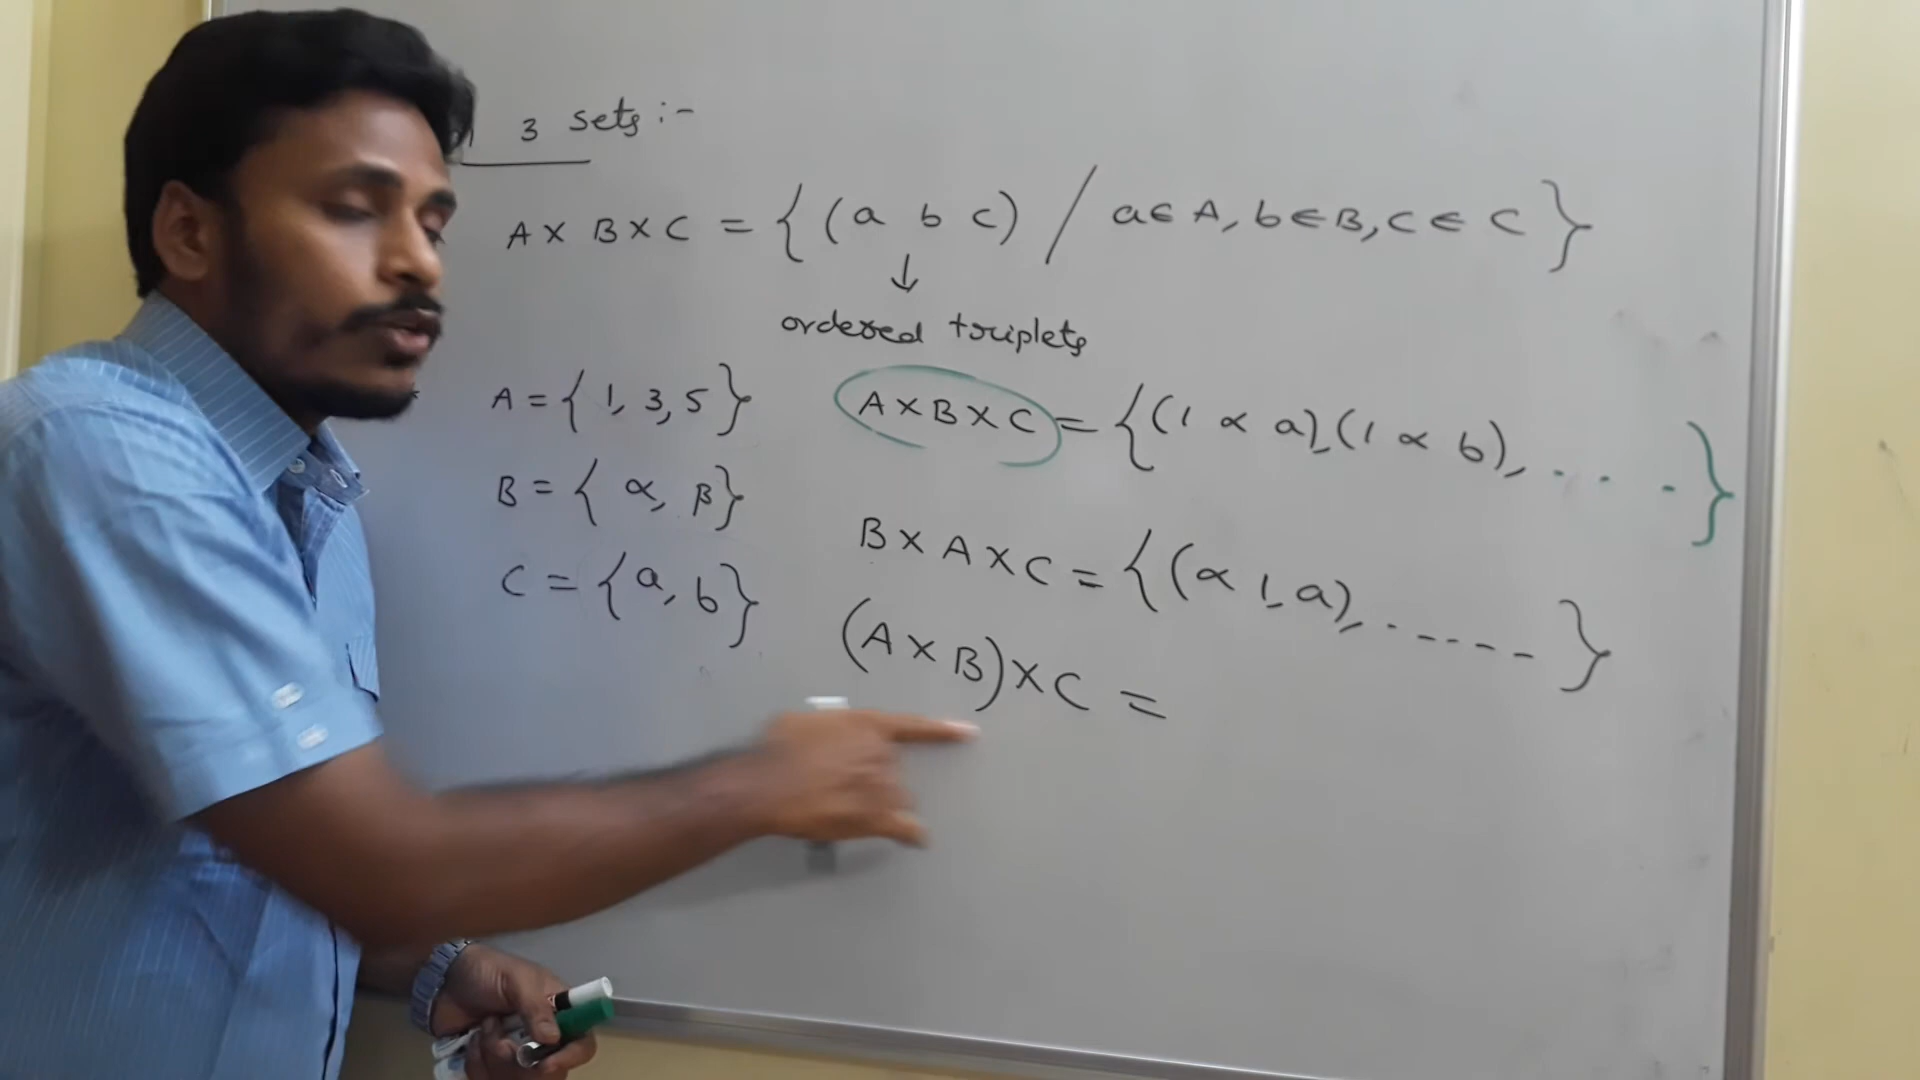 3 sets :-
A × B × C = { (a b c) / a ∈ A, b ∈ B, c ∈ C }
↓
ordered triplets
A = { 1, 3, 5 }
B = { α, β }
C = { a, b }
A × B × C = { (1 α a), (1 α b), . . . }
B × A × C = { (α 1, a), . - - - - }
(A × B) × C =